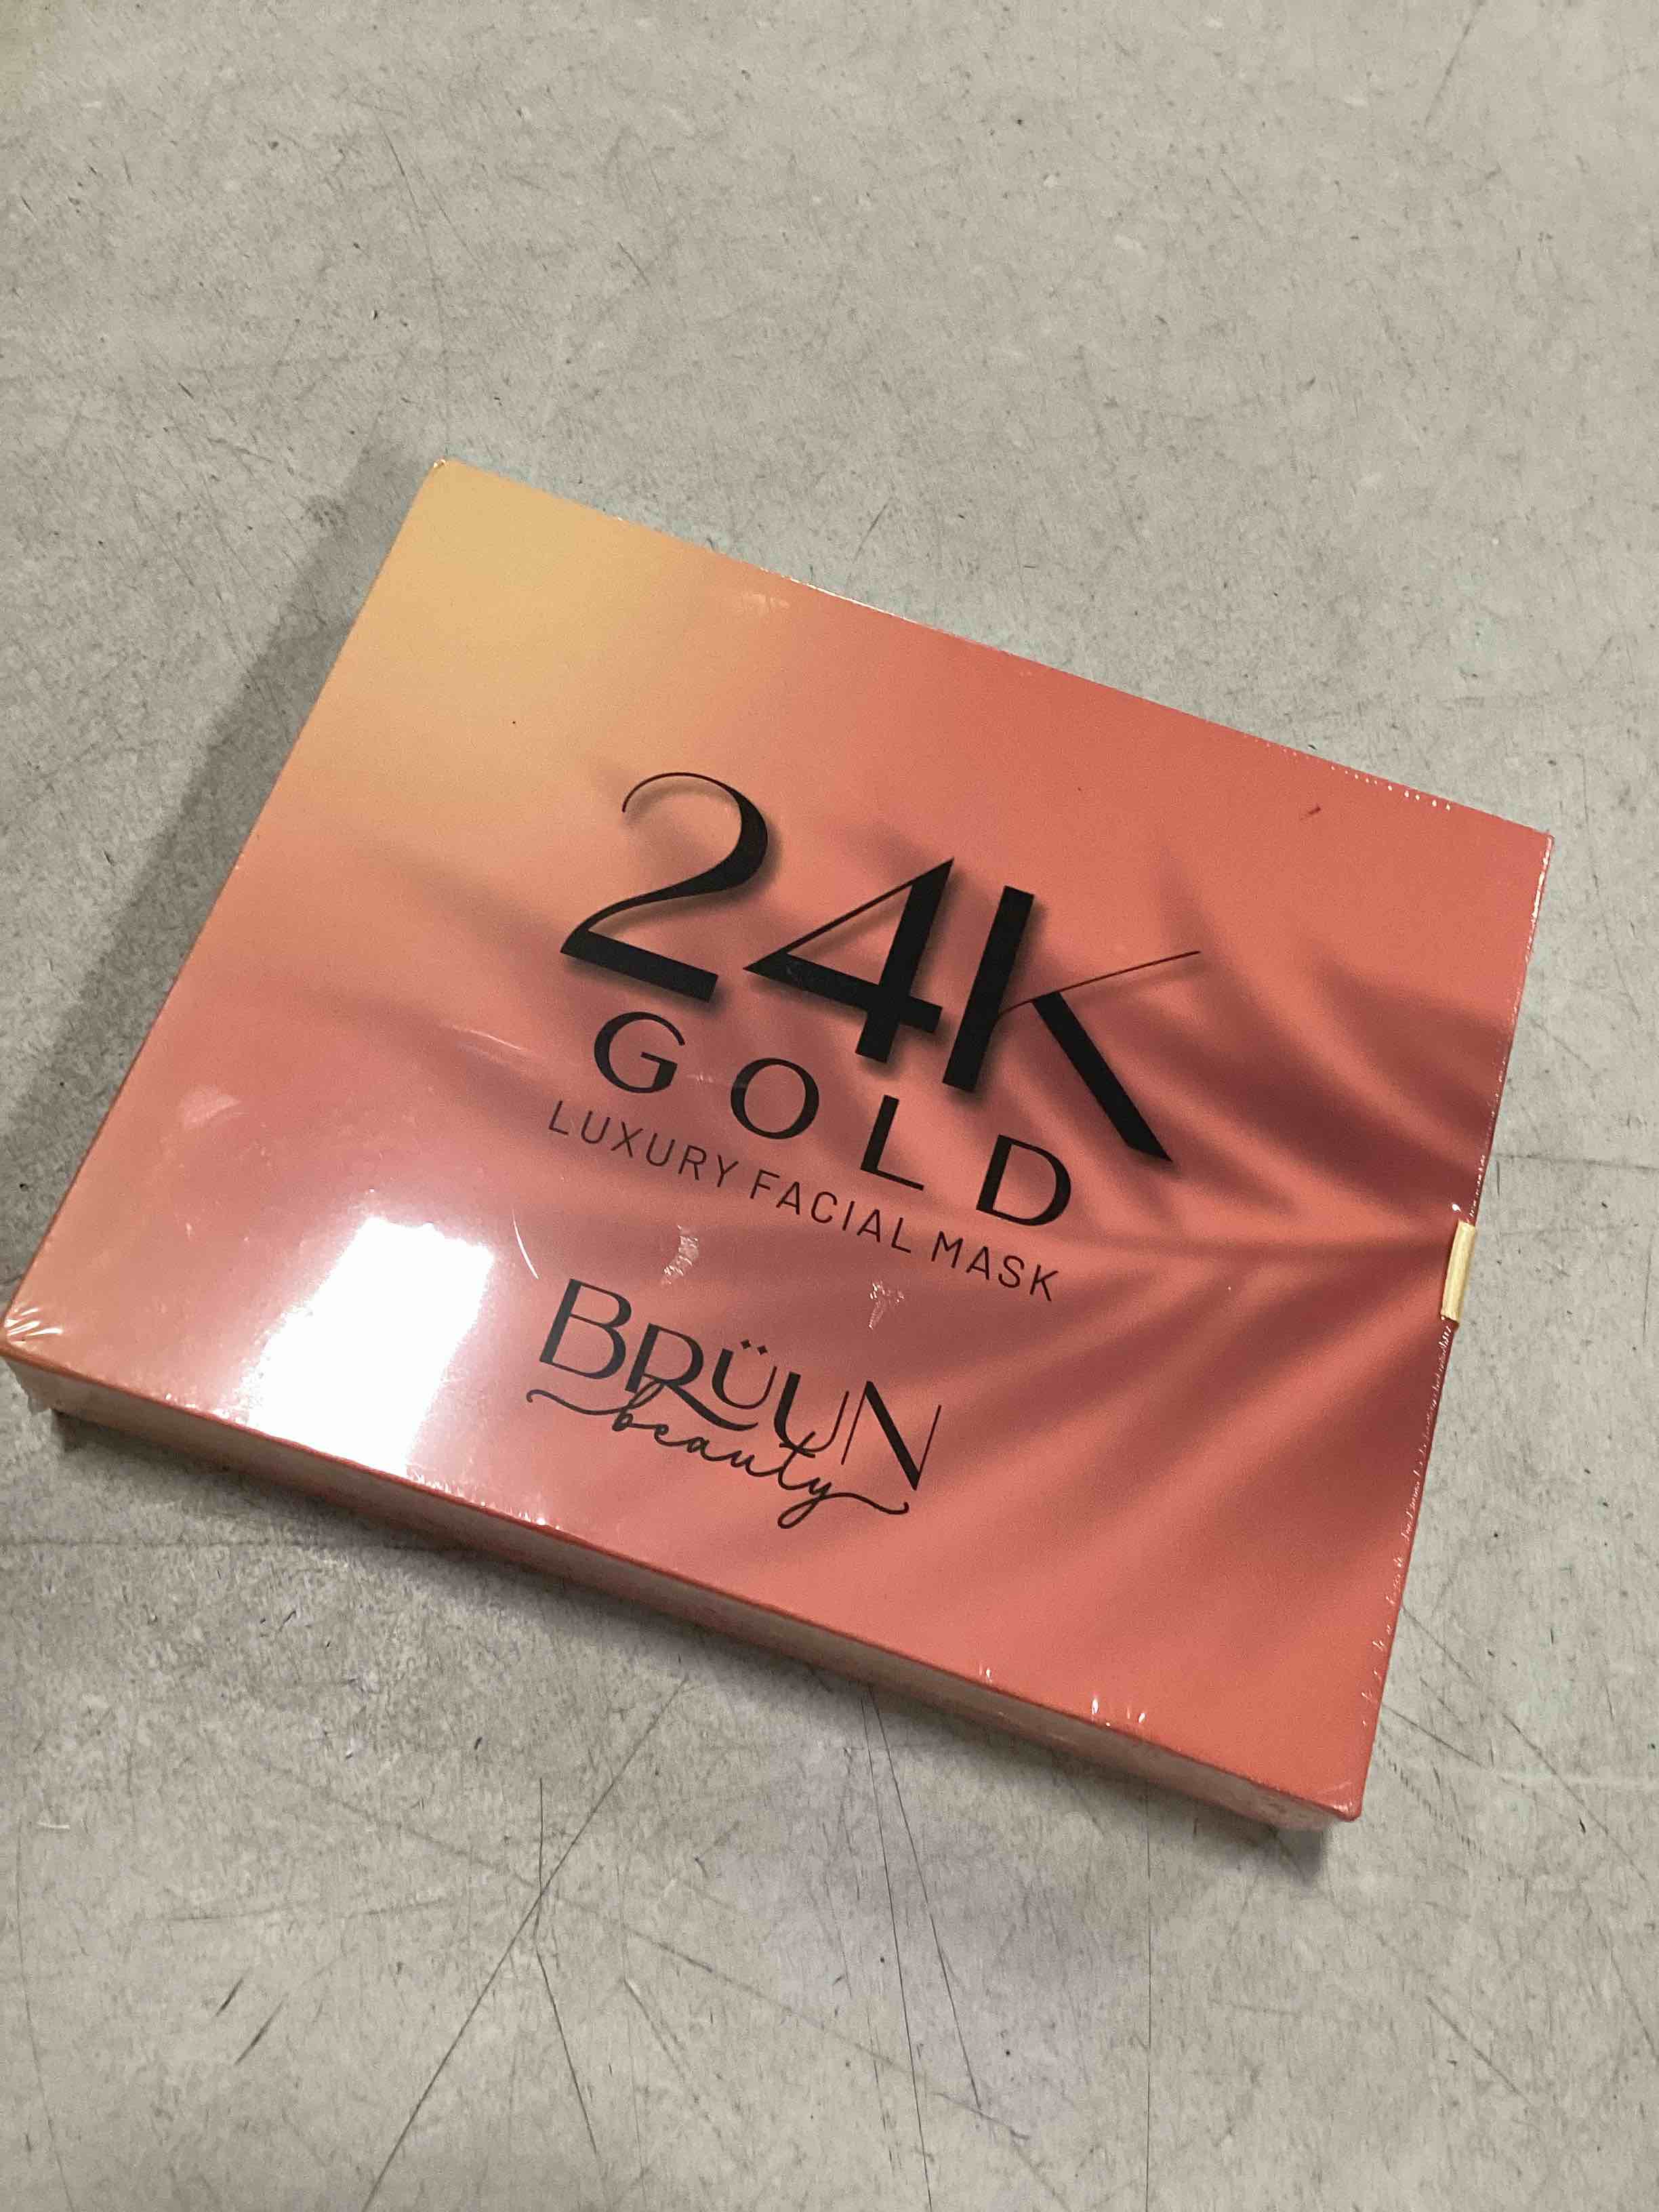 24K
GOLD
LUXURY FACIAL MASK
BRÜUN
beauty